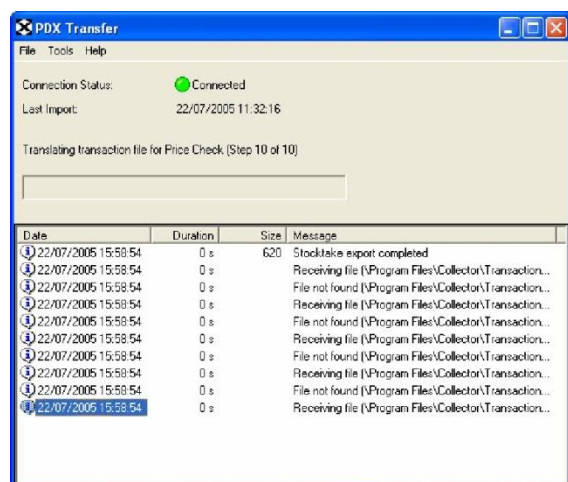 PDX Transfer
File Tools Help
Connection Status: Connected
Last Import: 22/07/2005 11:32:16
Translating transaction file for Price Check (Step 10 of 10)
Date Duration Size Message
22/07/2005 15:58:54 0 s 620 Stocktake export completed
22/07/2005 15:58:54 0 s Receiving file (\Program Files\Collector\Transaction...
22/07/2005 15:58:54 0 s File not found (\Program Files\Collector\Transaction...
22/07/2005 15:58:54 0 s Receiving file (\Program Files\Collector\Transaction...
22/07/2005 15:58:54 0 s File not found (\Program Files\Collector\Transaction...
22/07/2005 15:58:54 0 s Receiving file (\Program Files\Collector\Transaction...
22/07/2005 15:58:54 0 s File not found (\Program Files\Collector\Transaction...
22/07/2005 15:58:54 0 s Receiving file (\Program Files\Collector\Transaction...
22/07/2005 15:58:54 0 s File not found (\Program Files\Collector\Transaction...
22/07/2005 15:58:54 0 s Receiving file (\Program Files\Collector\Transaction...